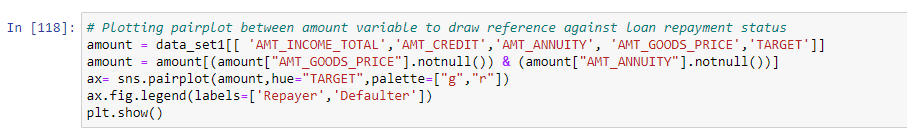 In [118]: # Plotting pairplot between amount variable to draw reference against loan repayment status
amount = data_set1[[ 'AMT_INCOME_TOTAL','AMT_CREDIT','AMT_ANNUITY', 'AMT_GOODS_PRICE','TARGET']]
amount = amount[(amount["AMT_GOODS_PRICE"].notnull()) & (amount["AMT_ANNUITY"].notnull())]
ax= sns.pairplot(amount,hue="TARGET",palette=["g","r"])
ax.fig.legend(labels=['Repayer','Defaulter'])
plt.show()